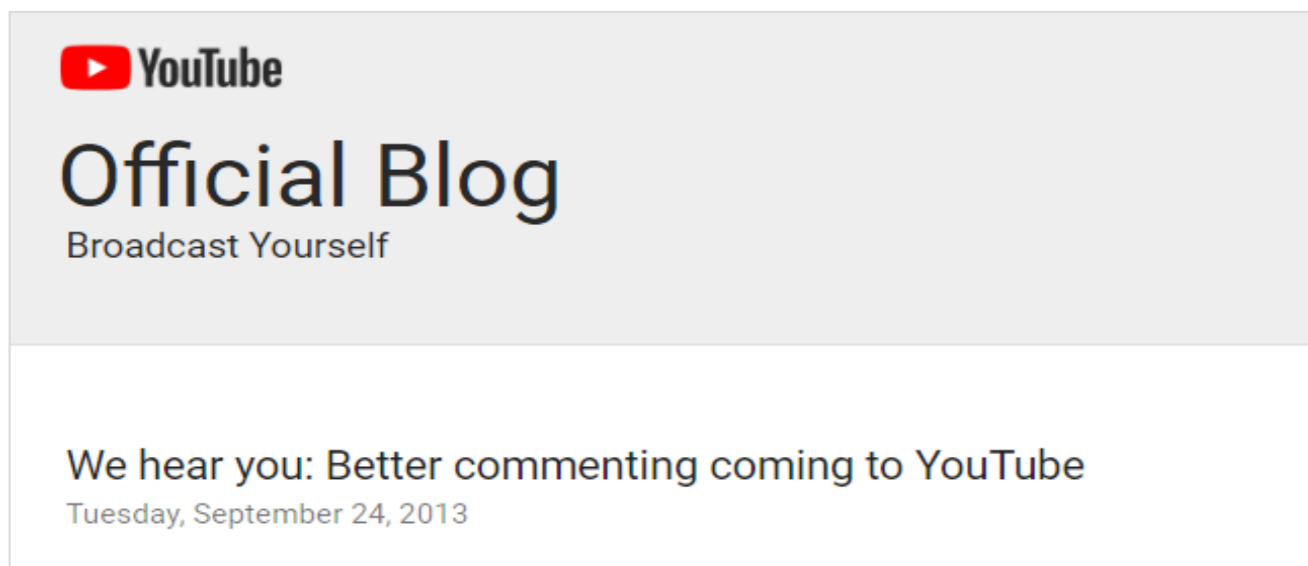 YouTube
Official Blog
Broadcast Yourself
We hear you: Better commenting coming to YouTube
Tuesday, September 24, 2013